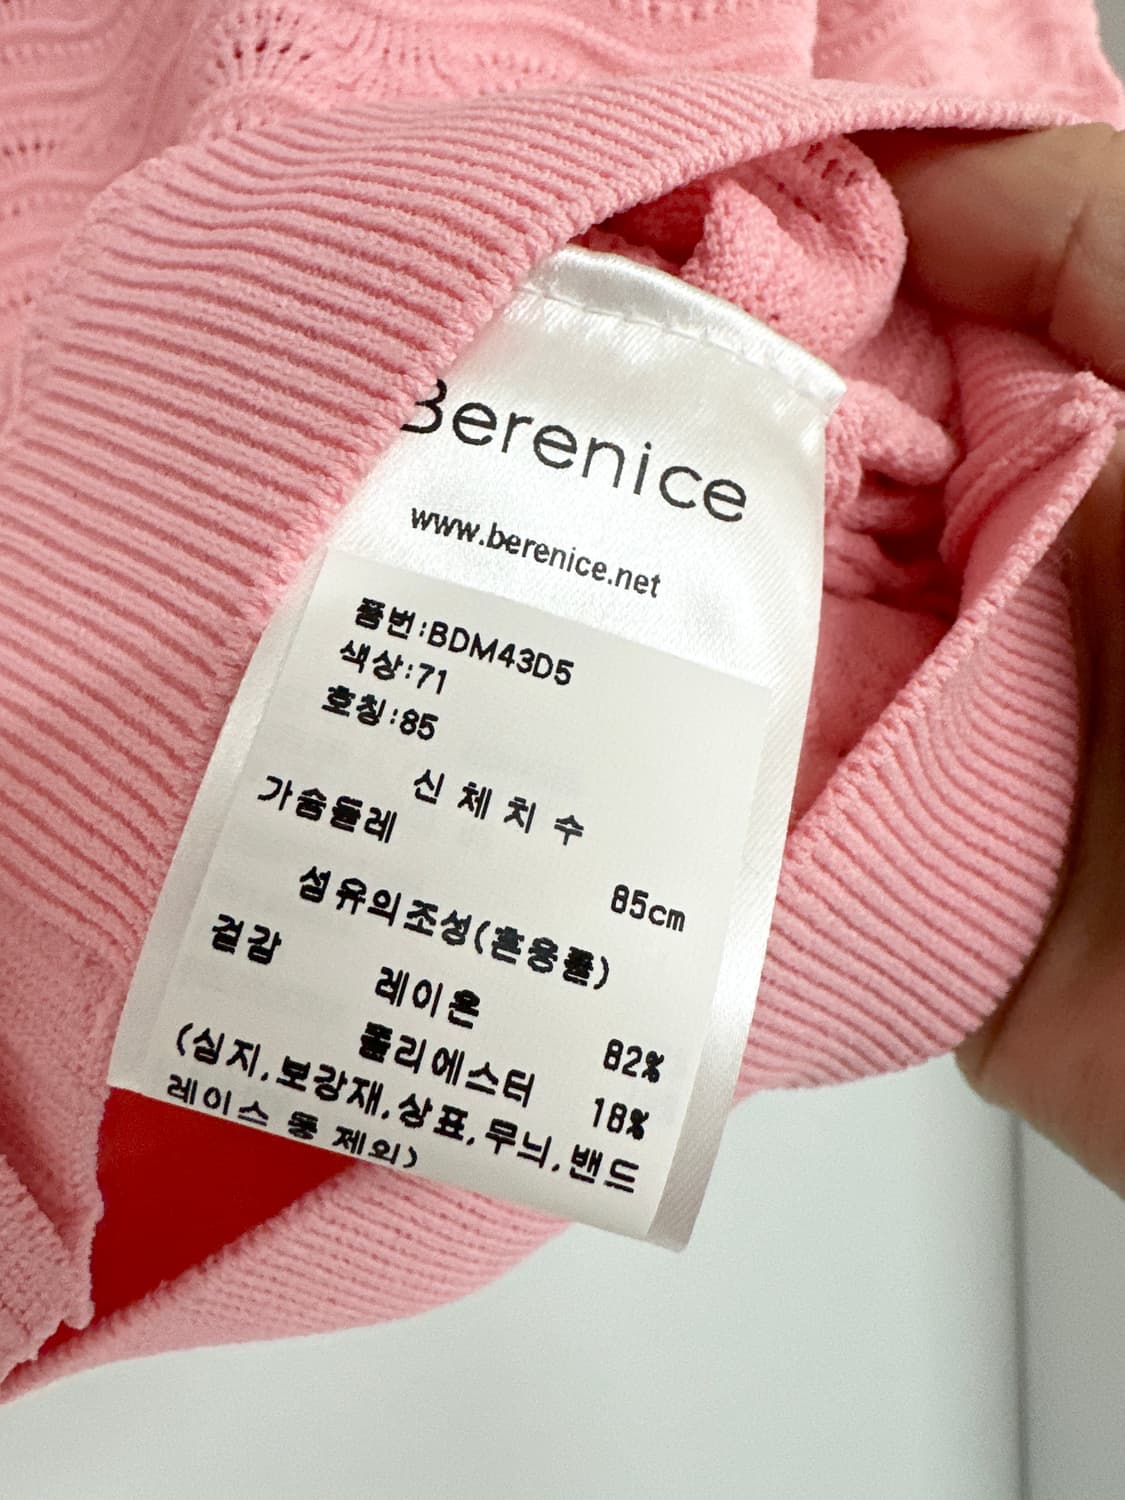 Berenice
www.berenice.net
품번:BDM43D5
색상:71
호칭:85
신 체 치 수
가슴둘레 85cm
섬유의조성(혼용률)
겉감 레이온 82%
폴리에스터 18%
(심지,보강재,상표,무늬,밴드
레이스 등 제외)